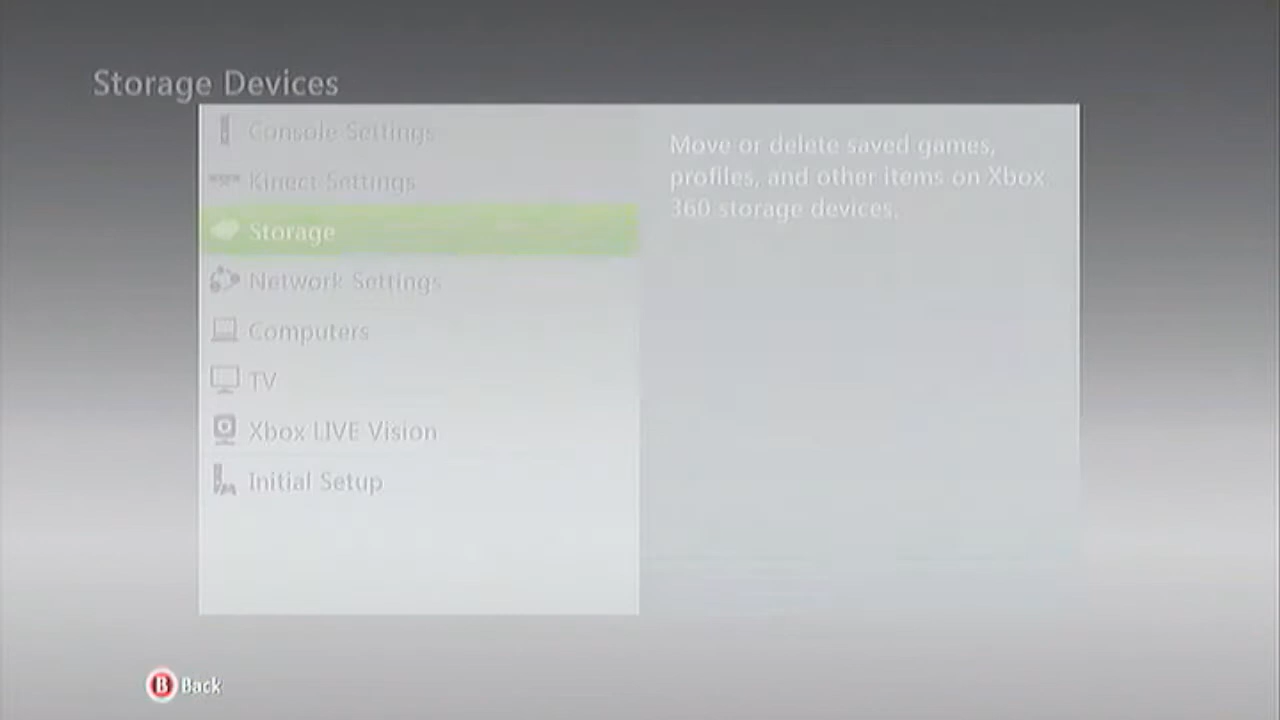 Storage Devices
Console Settings
Kinect Settings
Storage
Network Settings
Computers
TV
Xbox LIVE Vision
Initial Setup
Move or delete saved games,
profiles, and other items on Xbox
360 storage devices.
B Back